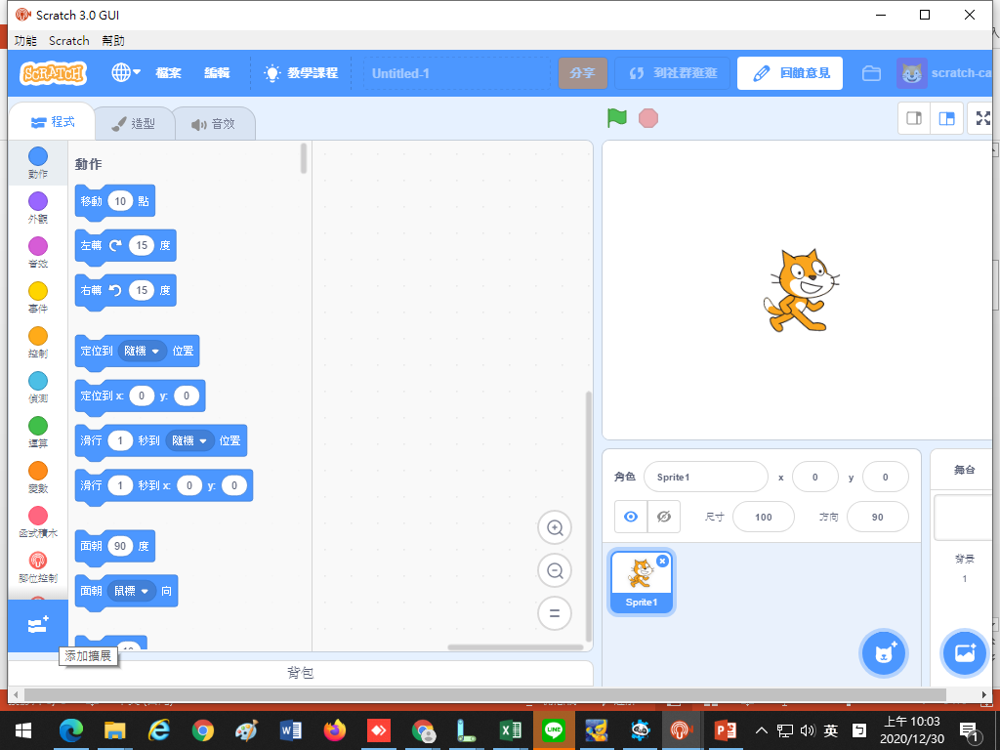 Scratch 3.0 GUI
功能 Scratch 幫助
SCRATCH 檔案 編輯 教學課程 Untitled-1 分享 到社群逛逛 回饋意見 scratch-ca
程式 造型 音效
動作
外觀
音效
事件
控制
偵測
運算
變數
函式積木
腳位控制
動作
移動 10 點
左轉 15 度
右轉 15 度
定位到 隨機 位置
定位到 x: 0 y: 0
滑行 1 秒到 隨機 位置
滑行 1 秒到 x: 0 y: 0
面朝 90 度
面朝 鼠標 向
添加擴展
背包
角色 Sprite1 x 0 y 0
尺寸 100 方向 90
Sprite1
舞台
背景
1
英
上午 10:03
2020/12/30
1